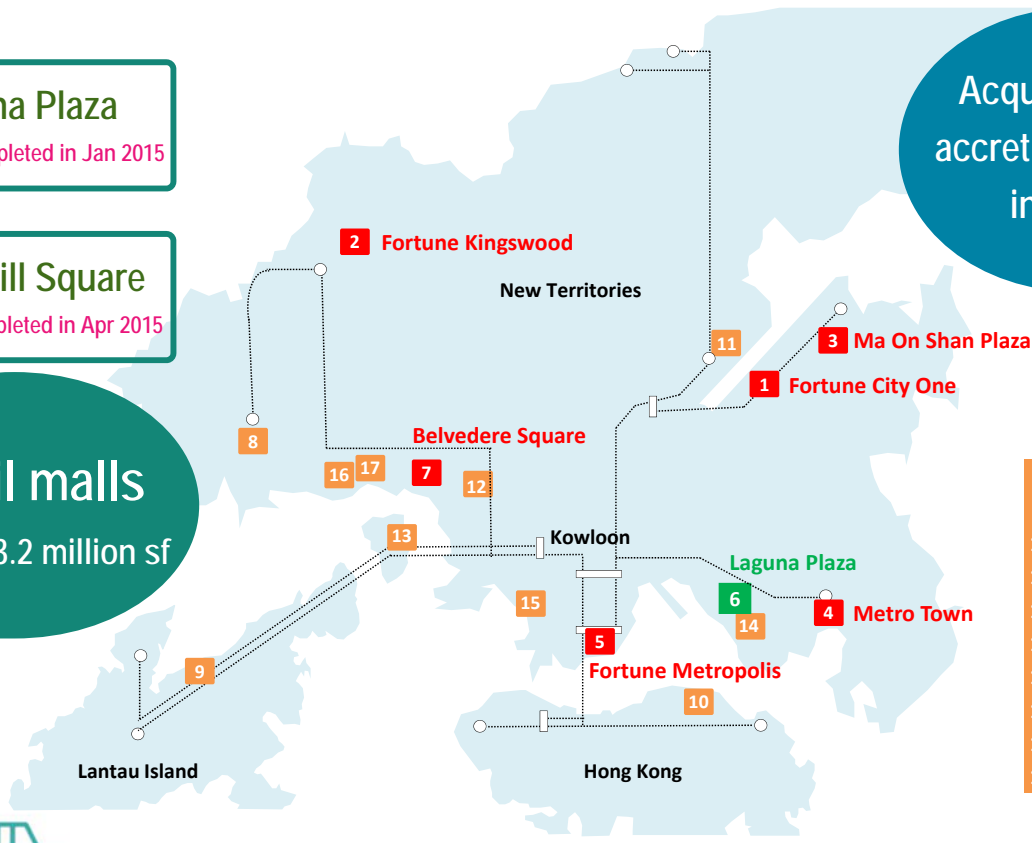 na Plaza
pleted in Jan 2015
ill Square
pleted in Apr 2015
l malls
3.2 million sf
Acqu
accret
in
2 Fortune Kingswood
New Territories
11
3 Ma On Shan Plaza
1 Fortune City One
8
Belvedere Square
16
17
7
12
13
Kowloon
Laguna Plaza
6
15
14
4 Metro Town
5
Fortune Metropolis
9
10
Lantau Island
Hong Kong